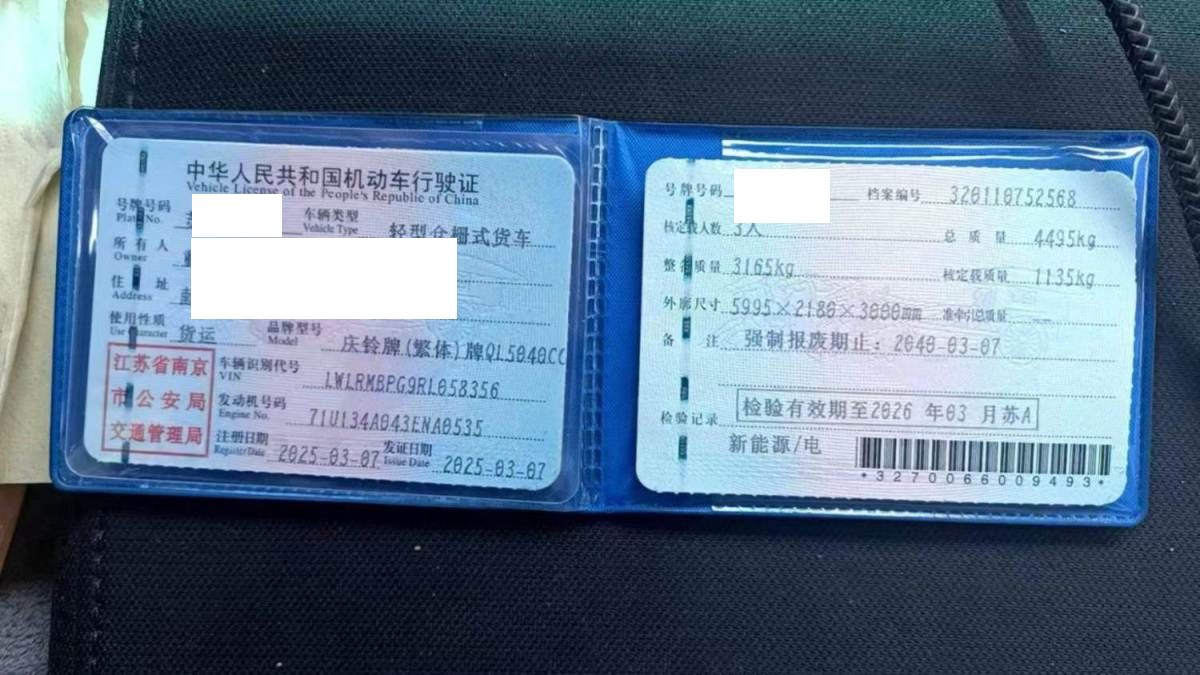 中华人民共和国机动车行驶证
Vehicle License of the People's Republic of China
号牌号码
Plate No.
车辆类型
Vehicle Type
轻型仓栅式货车
所有人
Owner
住 址
Address
使用性质
Use Character
货运
品牌型号
Model
庆铃牌(繁体)牌QL5040CC
江苏省南京
市公安局
交通管理局
车辆识别代号
VIN
LWLRMBPG9RL058356
发动机号码
Engine No.
71U134A043ENA0535
注册日期
Register Date
2025-03-07
发证日期
Issue Date
2025-03-07
号牌号码
档案编号
320110752568
核定载人数
3人
总 质 量
4495kg
整备质量
3165kg
核定载质量
1135kg
外廓尺寸
5995×2180×3000mm
准牵引总质量
--
备 注
强制报废期止：2040-03-07
检验记录
检验有效期至2026 年03 月苏A
新能源/电
*3270066009493*